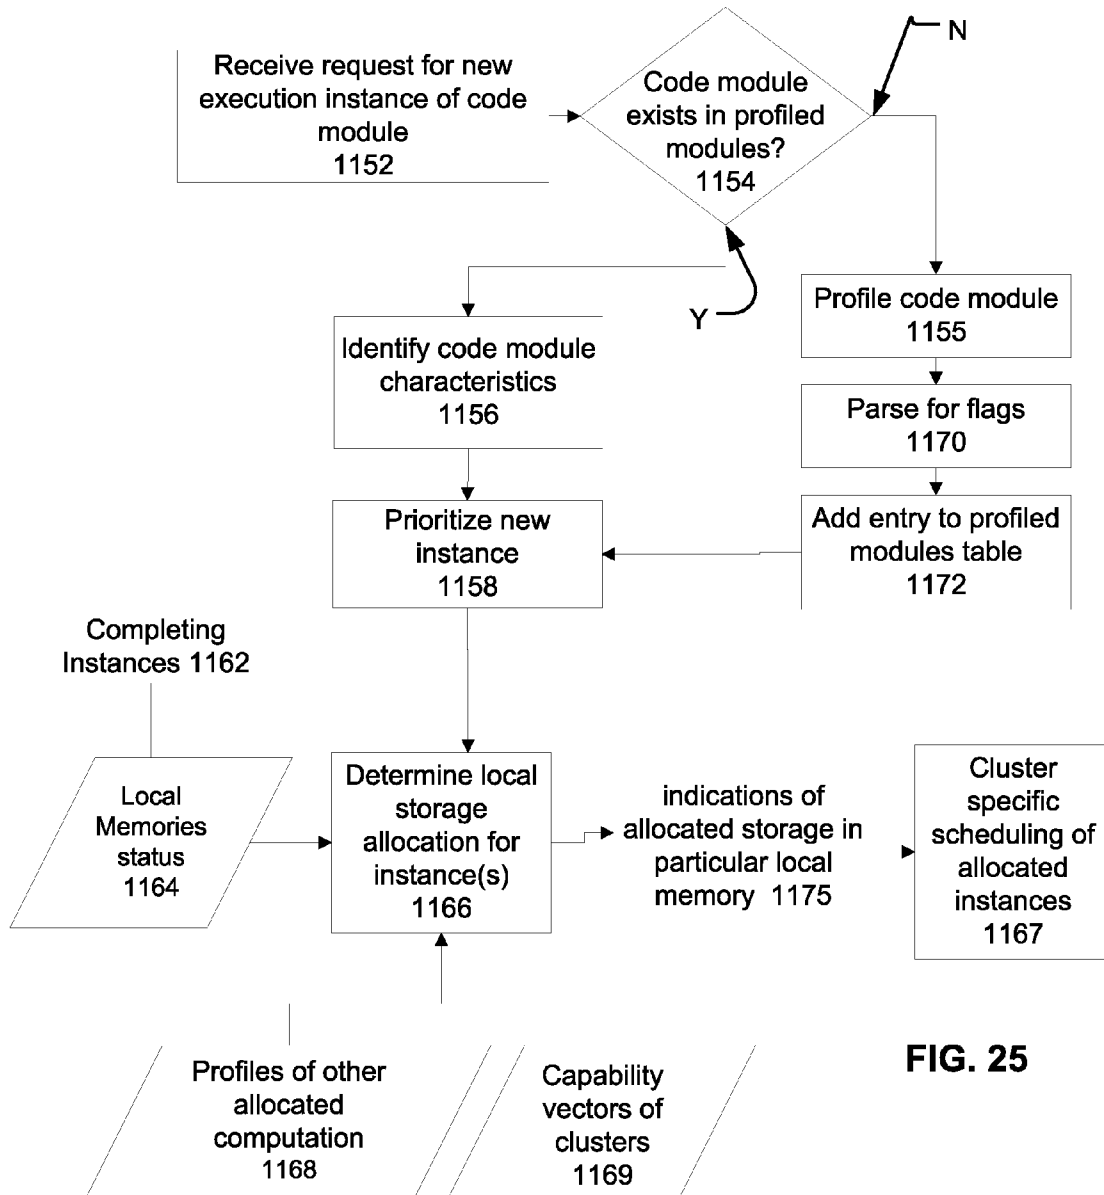 Receive request for new
execution instance of code
module
1152
Code module
exists in profiled
modules?
1154
N
Y
Profile code module
1155
Identify code module
characteristics
1156
Parse for flags
1170
Prioritize new
instance
1158
Add entry to profiled
modules table
1172
Completing
Instances 1162
Local
Memories
status
1164
Determine local
storage
allocation for
instance(s)
1166
indications of
allocated storage in
particular local
memory 1175
Cluster
specific
scheduling of
allocated
instances
1167
Profiles of other
allocated
computation
1168
Capability
vectors of
clusters
1169
FIG. 25